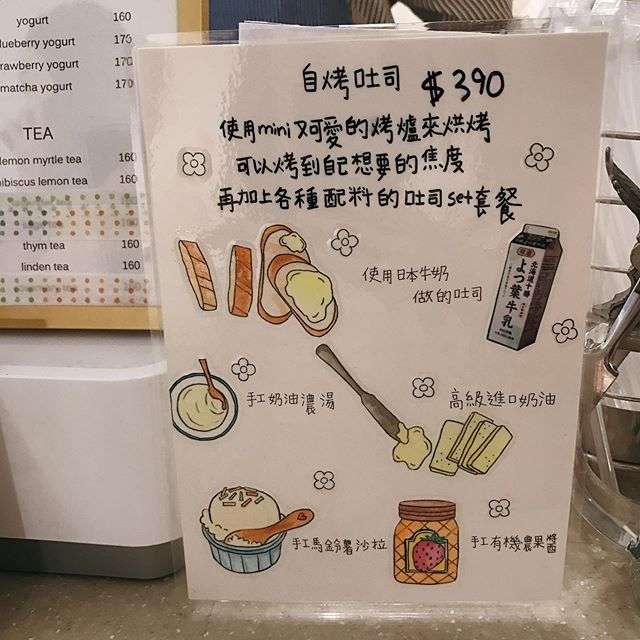 yogurt 160
blueberry yogurt 170
strawberry yogurt 170
matcha yogurt 170
TEA
lemon myrtle tea 160
hibiscus lemon tea 160
thym tea 160
linden tea 160
自烤吐司 $390
使用mini又可愛的烤爐來烘烤
可以烤到自己想要的焦度
再加上各種配料的吐司set套餐
使用日本牛奶
做的吐司
よつ葉牛乳
手工奶油濃湯
高級進口奶油
手工馬鈴薯沙拉
手工有機農果醬